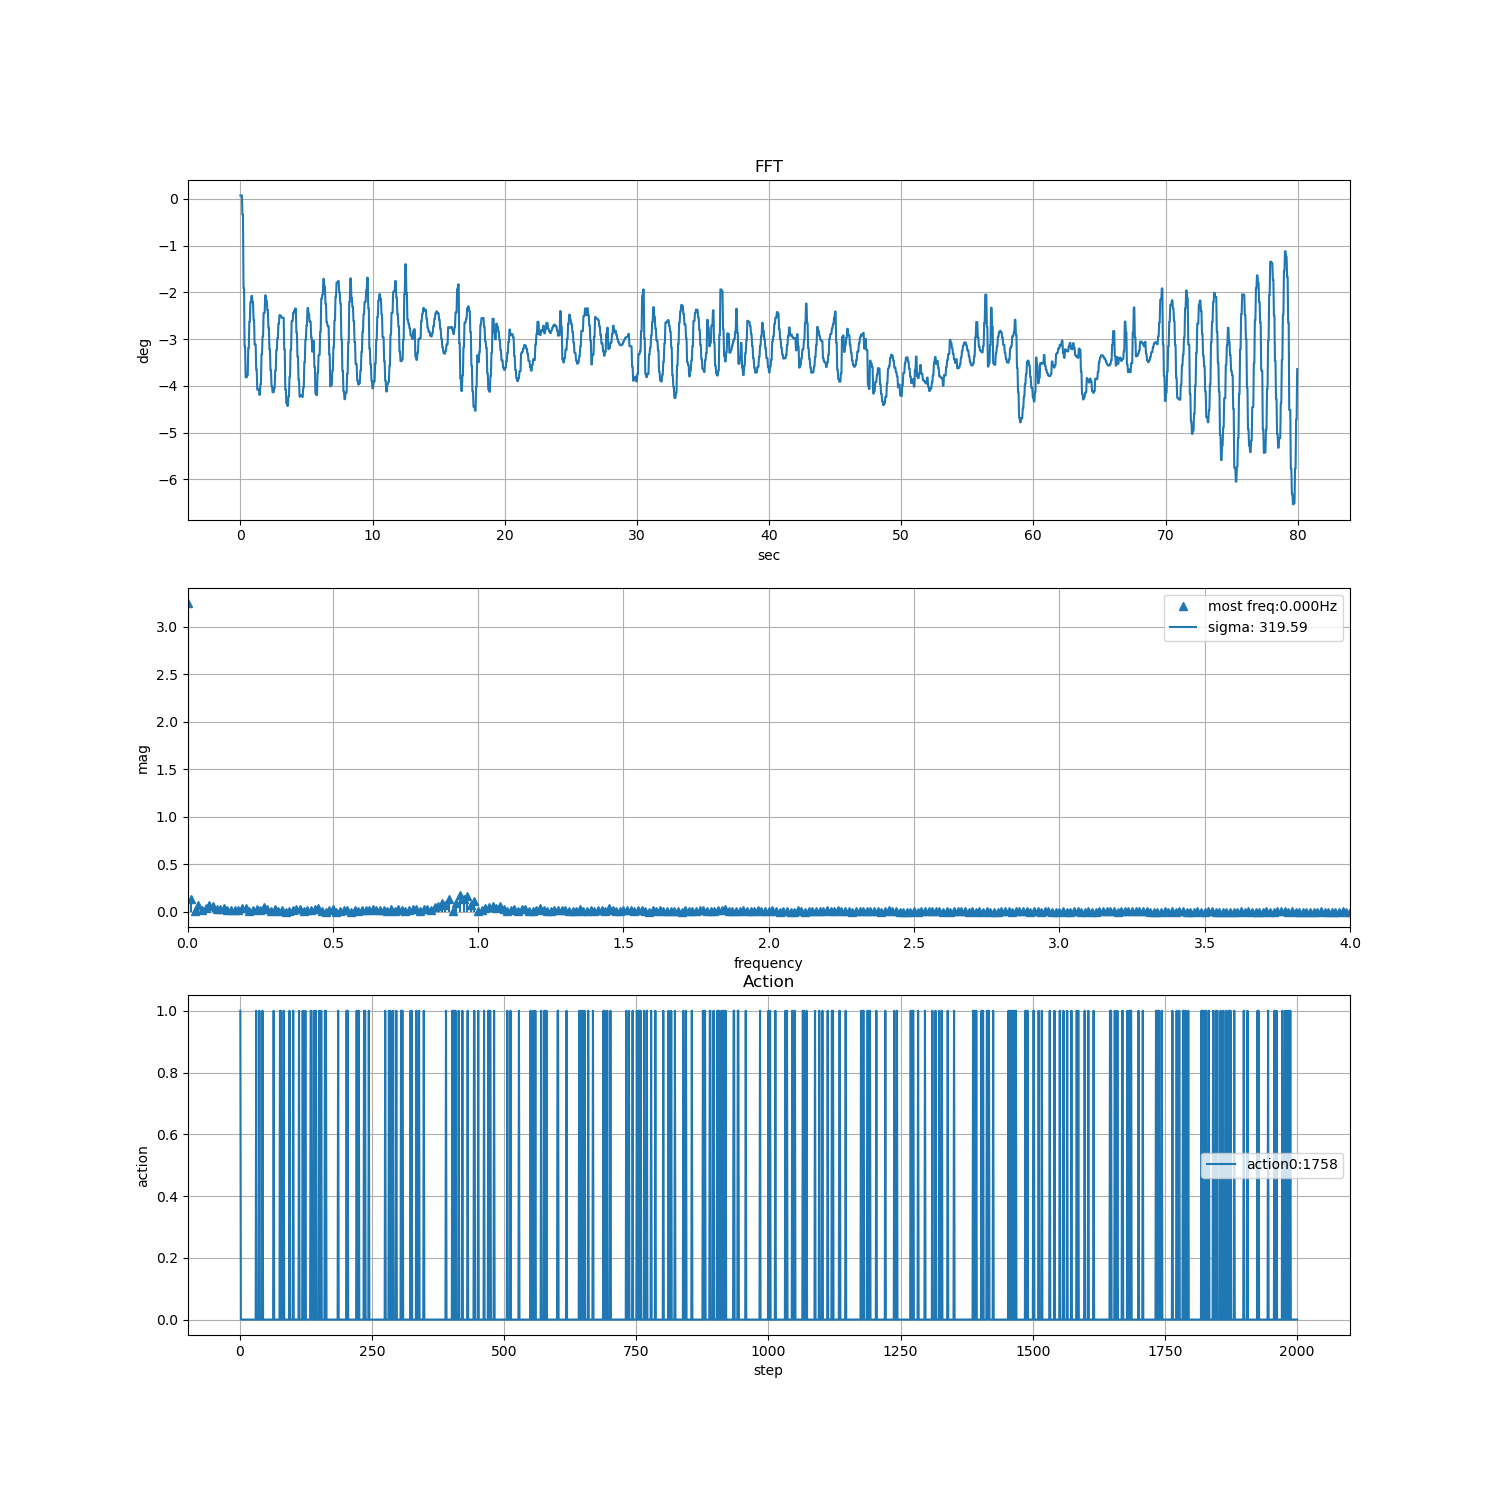 FFT
0
−1
−2
−3
−4
−5
−6
deg
0 10 20 30 40 50 60 70 80
sec
most freq:0.000Hz
sigma: 319.59
3.0
2.5
2.0
1.5
1.0
0.5
0.0
mag
0.0 0.5 1.0 1.5 2.0 2.5 3.0 3.5 4.0
frequency
Action
1.0
0.8
0.6
0.4
0.2
0.0
action
action0:1758
0 250 500 750 1000 1250 1500 1750 2000
step